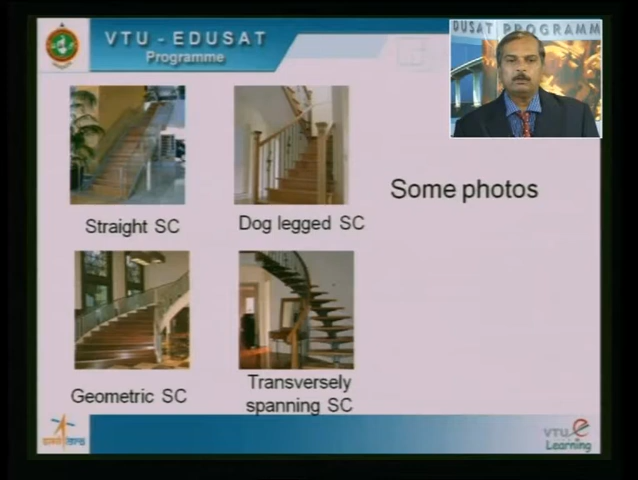 VTU - EDUSAT
Programme
DUSAT PROGRAMM
Straight SC
Dog legged SC
Some photos
Geometric SC
Transversely
spanning SC
VTU e
Learning